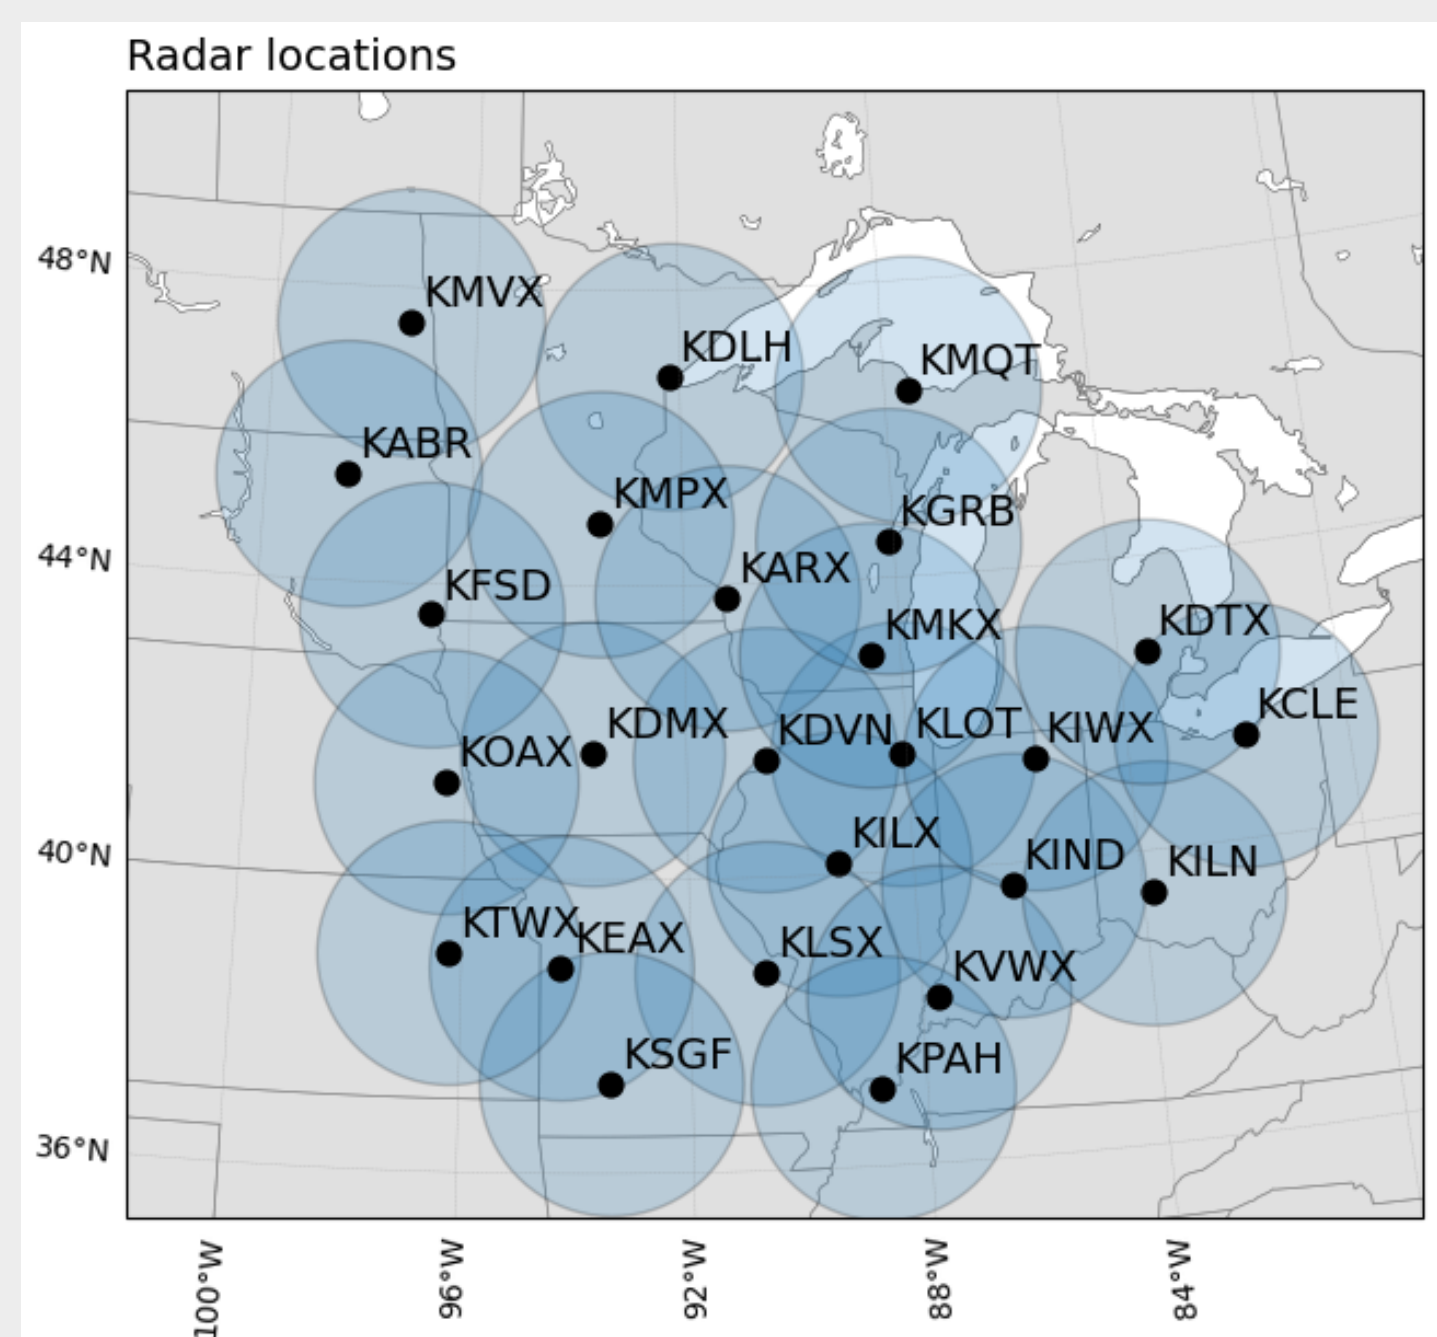 Radar locations
48°N
KMVX
KDLH
KMQT
KABR
KMPX
KGRB
44°N
KARX
KFSD
KMKX
KDTX
KCLE
KDMX
KDVN
KLOT
KIWX
KOAX
40°N
KILX
KIND
KILN
KTWX
KEAX
KLSX
KVWX
KSGF
KPAH
36°N
100°W
96°W
92°W
88°W
84°W